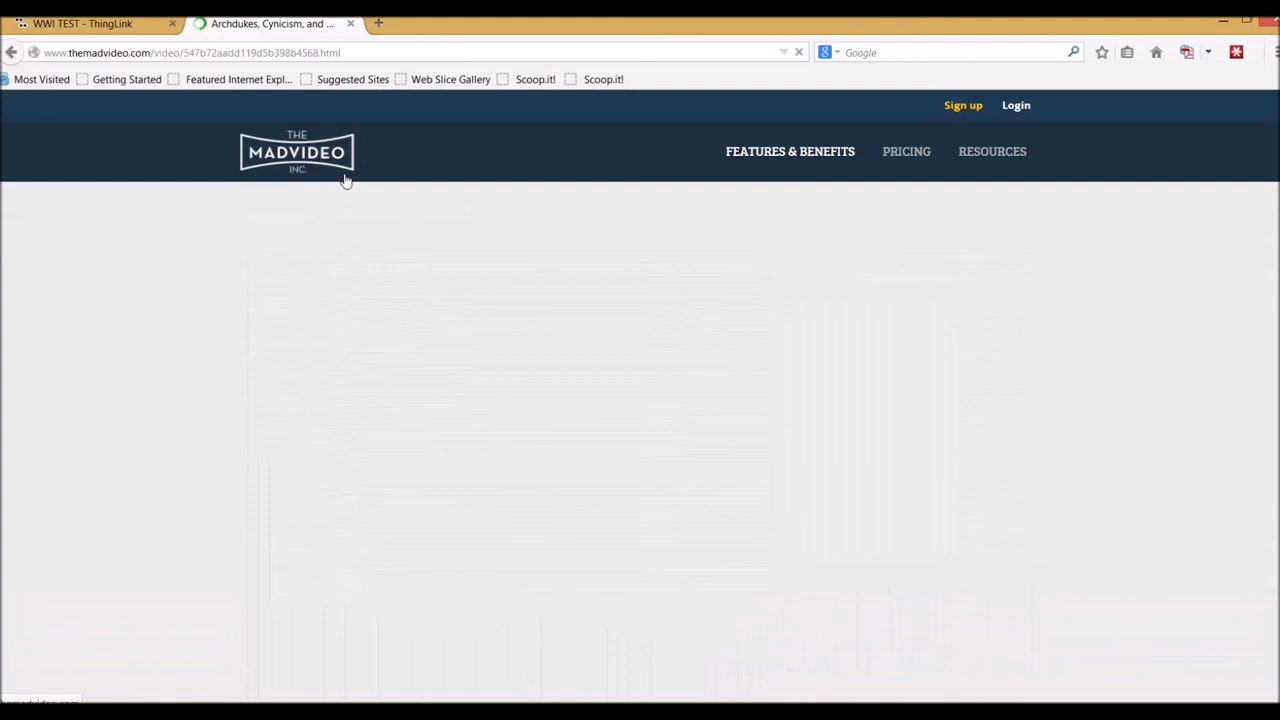 WWI TEST - ThingLink
Archdukes, Cynicism, and ...
www.themadvideo.com/video/547b72aadd119d5b398b4568.html
Google
Most Visited
Getting Started
Featured Internet Expl...
Suggested Sites
Web Slice Gallery
Scoop.it!
Scoop.it!
Sign up
Login
THE
MADVIDEO
INC.
FEATURES & BENEFITS
PRICING
RESOURCES